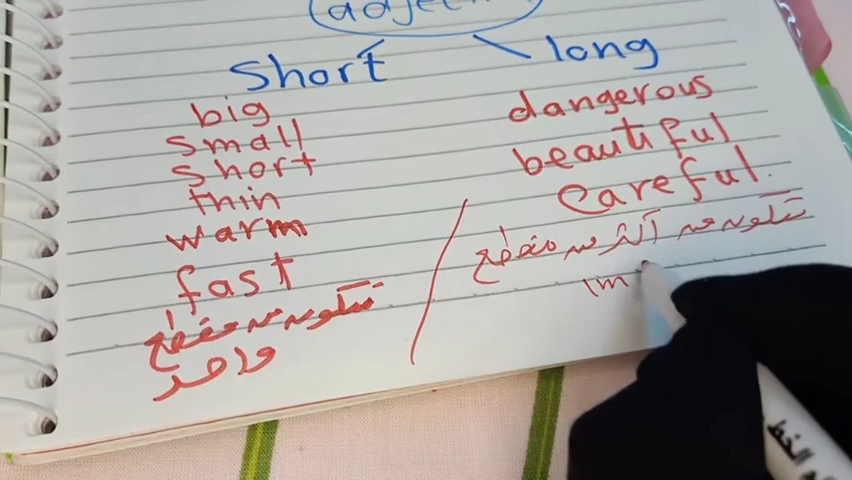 Short long
big
small
short
thin
warm
fast
تتكون من مقطع
واحد
dangerous
beautiful
careful.
تتكون من أكثر من مقطع
الخط